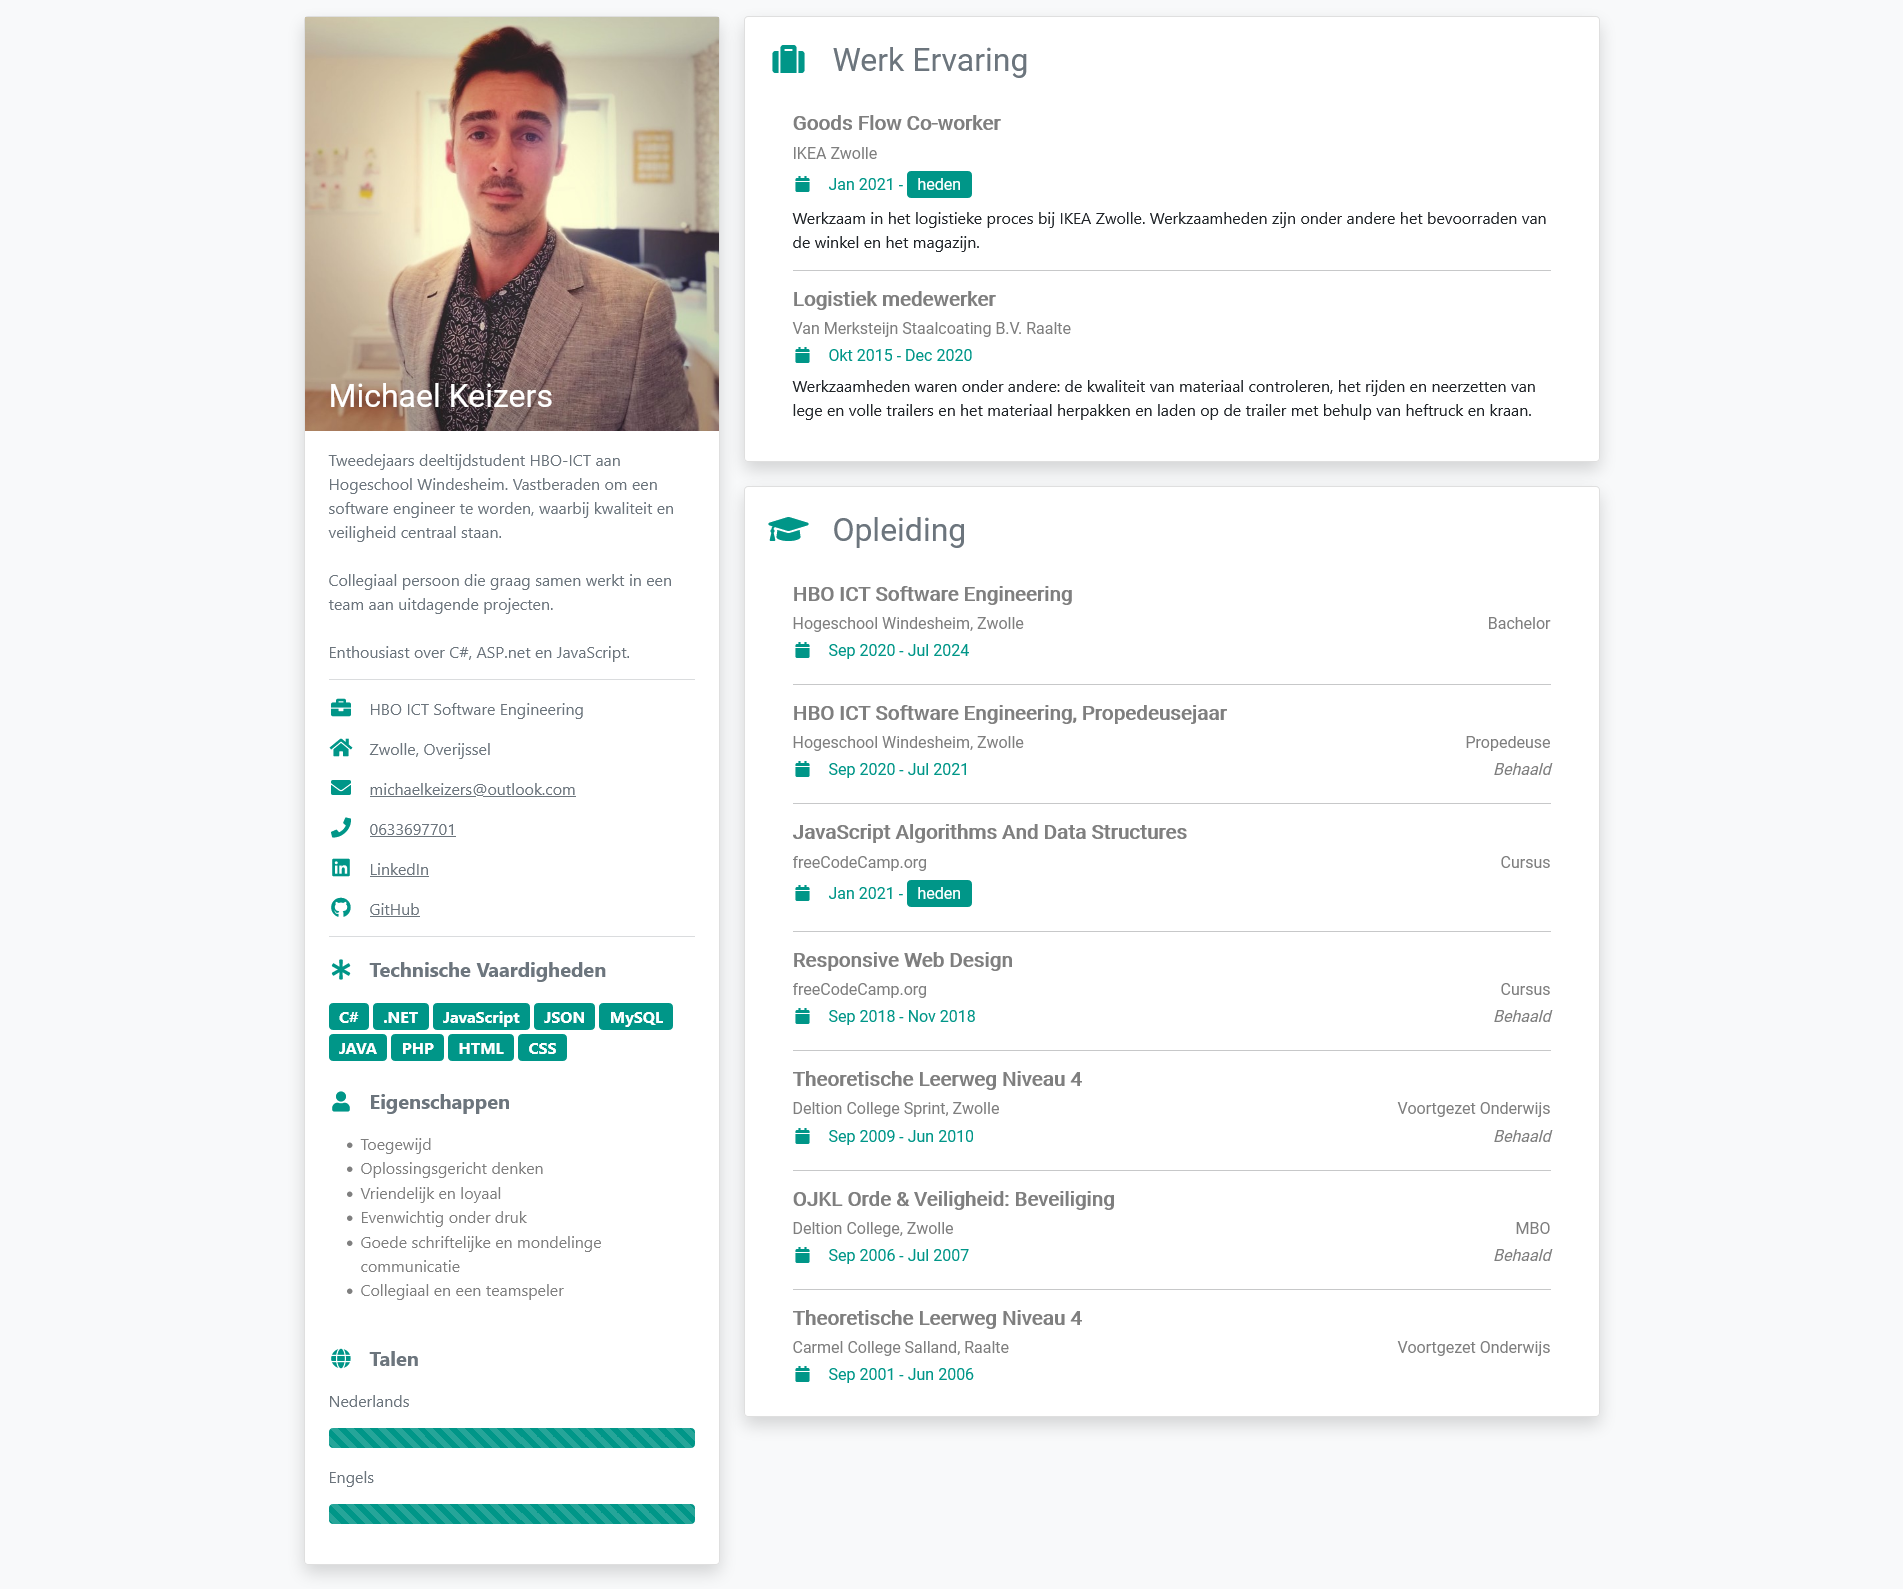 Michael Keizers
Tweedejaars deeltijdstudent HBO-ICT aan
Hogeschool Windesheim. Vastberaden om een
software engineer te worden, waarbij kwaliteit en
veiligheid centraal staan.
Collegiaal persoon die graag samen werkt in een
team aan uitdagende projecten.
Enthousiast over C#, ASP.net en JavaScript.
HBO ICT Software Engineering
Zwolle, Overijssel
michaelkeizers@outlook.com
0633697701
LinkedIn
GitHub
Technische Vaardigheden
C# .NET JavaScript JSON MySQL
JAVA PHP HTML CSS
Eigenschappen
• Toegewijd
• Oplossingsgericht denken
• Vriendelijk en loyaal
• Evenwichtig onder druk
• Goede schriftelijke en mondelinge
communicatie
• Collegiaal en een teamspeler
Talen
Nederlands
Engels
Werk Ervaring
Goods Flow Co-worker
IKEA Zwolle
Jan 2021 - heden
Werkzaam in het logistieke proces bij IKEA Zwolle. Werkzaamheden zijn onder andere het bevoorraden van
de winkel en het magazijn.
Logistiek medewerker
Van Merksteijn Staalcoating B.V. Raalte
Okt 2015 - Dec 2020
Werkzaamheden waren onder andere: de kwaliteit van materiaal controleren, het rijden en neerzetten van
lege en volle trailers en het materiaal herpakken en laden op de trailer met behulp van heftruck en kraan.
Opleiding
HBO ICT Software Engineering
Hogeschool Windesheim, Zwolle Bachelor
Sep 2020 - Jul 2024
HBO ICT Software Engineering, Propedeusejaar
Hogeschool Windesheim, Zwolle Propedeuse
Sep 2020 - Jul 2021 Behaald
JavaScript Algorithms And Data Structures
freeCodeCamp.org Cursus
Jan 2021 - heden
Responsive Web Design
freeCodeCamp.org Cursus
Sep 2018 - Nov 2018 Behaald
Theoretische Leerweg Niveau 4
Deltion College Sprint, Zwolle Voortgezet Onderwijs
Sep 2009 - Jun 2010 Behaald
OJKL Orde & Veiligheid: Beveiliging
Deltion College, Zwolle MBO
Sep 2006 - Jul 2007 Behaald
Theoretische Leerweg Niveau 4
Carmel College Salland, Raalte Voortgezet Onderwijs
Sep 2001 - Jun 2006